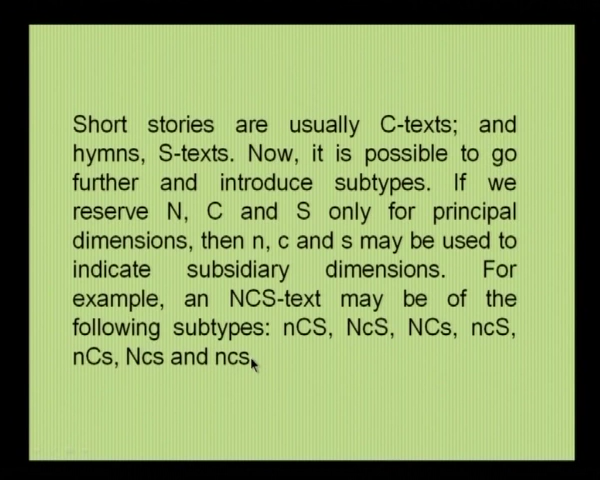 Short stories are usually C-texts; and
hymns, S-texts. Now, it is possible to go
further and introduce subtypes. If we
reserve N, C and S only for principal
dimensions, then n, c and s may be used to
indicate subsidiary dimensions. For
example, an NCS-text may be of the
following subtypes: nCS, NcS, NCs, ncS,
nCs, Ncs and ncs.